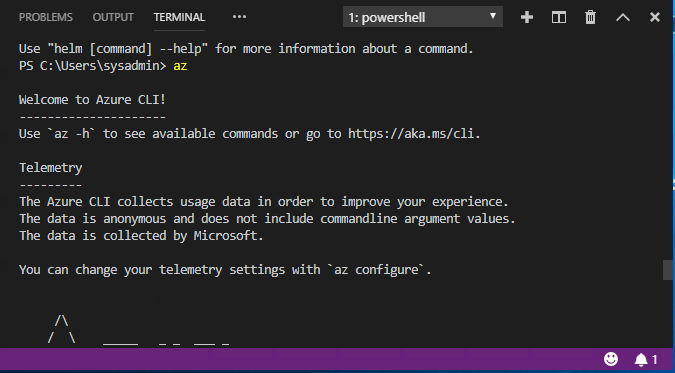 PROBLEMS OUTPUT TERMINAL ••• 1: powershell
Use "helm [command] --help" for more information about a command.
PS C:\Users\sysadmin> az
Welcome to Azure CLI!
---------------------
Use `az -h` to see available commands or go to https://aka.ms/cli.
Telemetry
---------
The Azure CLI collects usage data in order to improve your experience.
The data is anonymous and does not include commandline argument values.
The data is collected by Microsoft.
You can change your telemetry settings with `az configure`.
/\
/  \    _____   _ _  ___ _
1